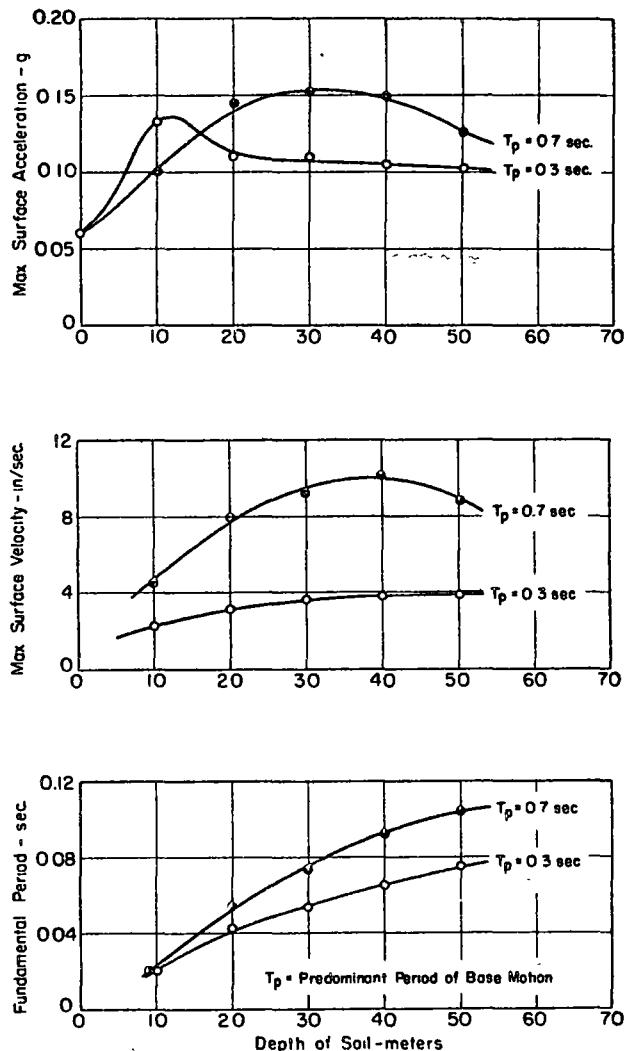 0.20
0.15
0.10
0.05
0
Max Surface Acceleration - g
Tp = 0.7 sec.
Tp = 0.3 sec.
0 10 20 30 40 50 60 70
12
8
4
0
Max Surface Velocity - in/sec.
Tp = 0.7 sec
Tp = 0.3 sec
0 10 20 30 40 50 60 70
0.12
0.08
0.04
0
Fundamental Period - sec.
Tp = 0.7 sec
Tp = 0.3 sec
Tp = Predominant Period of Base Motion
0 10 20 30 40 50 60 70
Depth of Soil - meters